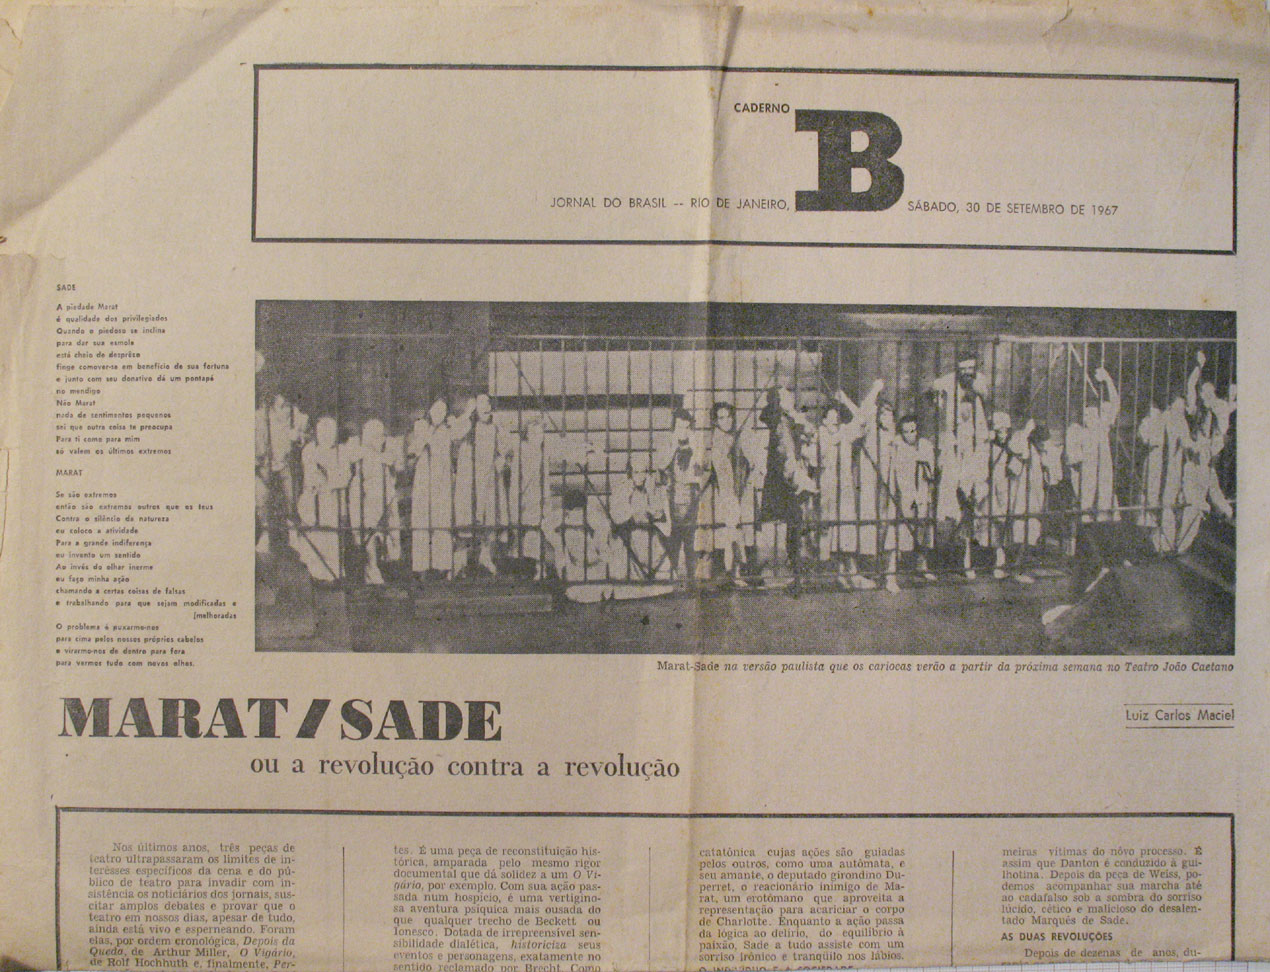 CADERNO
B
JORNAL DO BRASIL -- RIO DE JANEIRO,
SÁBADO, 30 DE SETEMBRO DE 1967
SADE
A piedade Marat
é qualidade dos privilegiados
Quando o piedoso se inclina
para dar sua esmola
está cheio de desprêzo
finge comover-se em benefício de sua fortuna
e junto com seu donativo dá um pontapé
no mendigo
Não Marat
nada de sentimentos pequenos
sei que outra coisa te preocupa
Para ti como para mim
só valem os últimos extremos
MARAT
Se são extremos
então são extremos outros que os teus
Contra o silêncio da natureza
eu coloco a atividade
Para a grande indiferença
eu invento um sentido
Ao invés do olhar inerme
eu faço minha ação
chamando a certas coisas de falsas
e trabalhando para que sejam modificadas e
[melhoradas
O problema é puxarmo-nos
para cima pelos nossos próprios cabelos
e virarmo-nos de dentro para fora
para vermos tudo com novos olhos.
Marat-Sade na versão paulista que os cariocas verão a partir da próxima semana no Teatro João Caetano
MARAT/SADE
ou a revolução contra a revolução
Luiz Carlos Maciel
Nos últimos anos, três peças de
teatro ultrapassaram os limites de in-
terêsses específicos da cena e do pú-
blico de teatro para invadir com in-
sistência os noticiários dos jornais, sus-
citar amplos debates e provar que o
teatro em nossos dias, apesar de tudo,
ainda está vivo e esperneando. Foram
elas, por ordem cronológica, Depois da
Queda, de Arthur Miller, O Vigário,
de Rolf Hochhuth e, finalmente, Per-
tes. É uma peça de reconstituição his-
tórica, amparada pelo mesmo rigor
documental que dá solidez a um O Vi-
gário, por exemplo. Com sua ação pas-
sada num hospício, é uma vertigino-
sa aventura psíquica mais ousada do
que qualquer trecho de Beckett ou
Ionesco. Dotada de irrepreensível sen-
sibilidade dialética, historiciza seus
eventos e personagens, exatamente no
sentido reclamado por Brecht. Como
catatônica cujas ações são guiadas
pelos outros, como uma autômata, e
seu amante, o deputado girondino Du-
perret, o reacionário inimigo de Ma-
rat, um erotômano que aproveita a
representação para acariciar o corpo
de Charlotte. Enquanto a ação passa
da lógica ao delírio, do equilíbrio à
paixão, Sade a tudo assiste com um
sorriso irônico e tranqüilo nos lábios.
O INDIVÍDUO E A SOCIEDADE
meiras vítimas do nôvo processo. É
assim que Danton é conduzido à gui-
lhotina. Depois da peça de Weiss, po-
demos acompanhar sua marcha até
ao cadafalso sob a sombra do sorriso
lúcido, cético e malicioso do desalen-
tado Marquês de Sade.
AS DUAS REVOLUÇÕES
Depois de dezenas de anos, du-